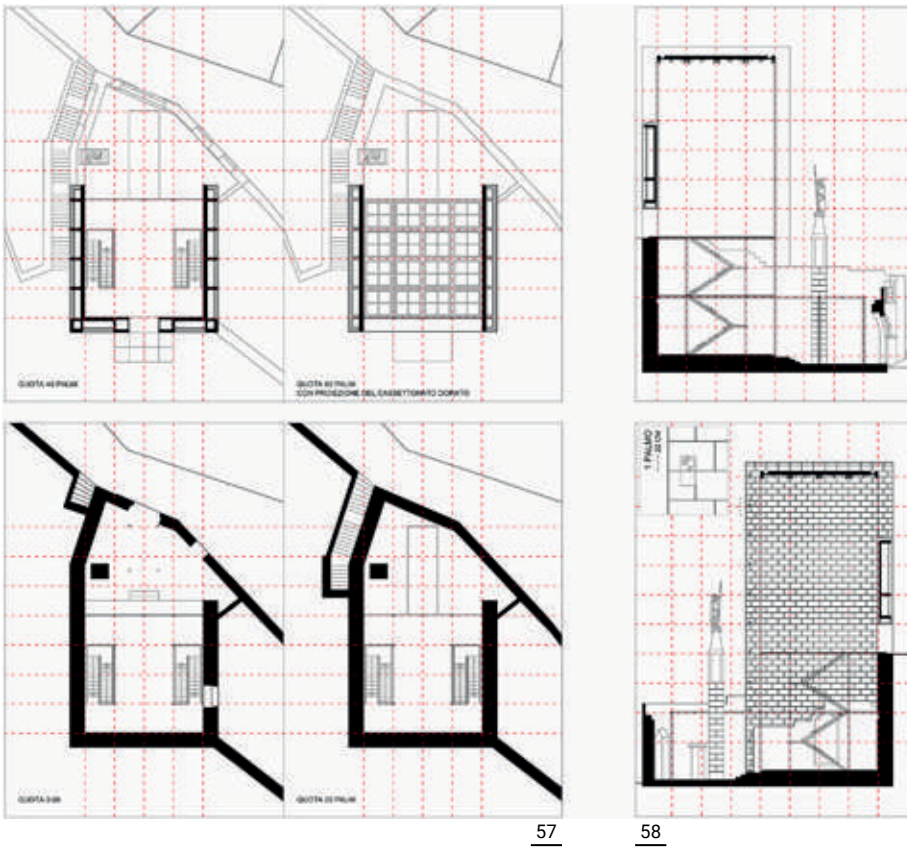 QUOTA 40 PALMI
QUOTA 60 PALMI
CON PROIEZIONE DEL CASSETTONATO DORATO
1 PALMO
QUOTA 0.00
QUOTA 20 PALMI
57
58